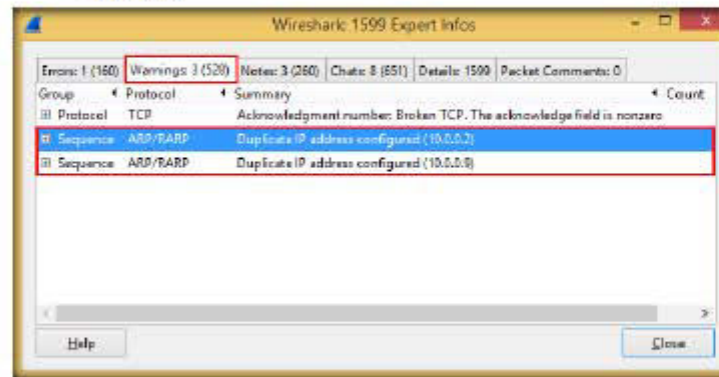 Wireshark: 1599 Expert Infos
Errors: 1 (160) Warnings: 3 (528) Notes: 3 (260) Chats: 8 (651) Details: 1599 Packet Comments: 0
Group Protocol Summary Count
Protocol TCP Acknowledgment number: Broken TCP. The acknowledge field is nonzero
Sequence ARP/RARP Duplicate IP address configured (10.0.0.2)
Sequence ARP/RARP Duplicate IP address configured (10.0.0.9)
Help Close